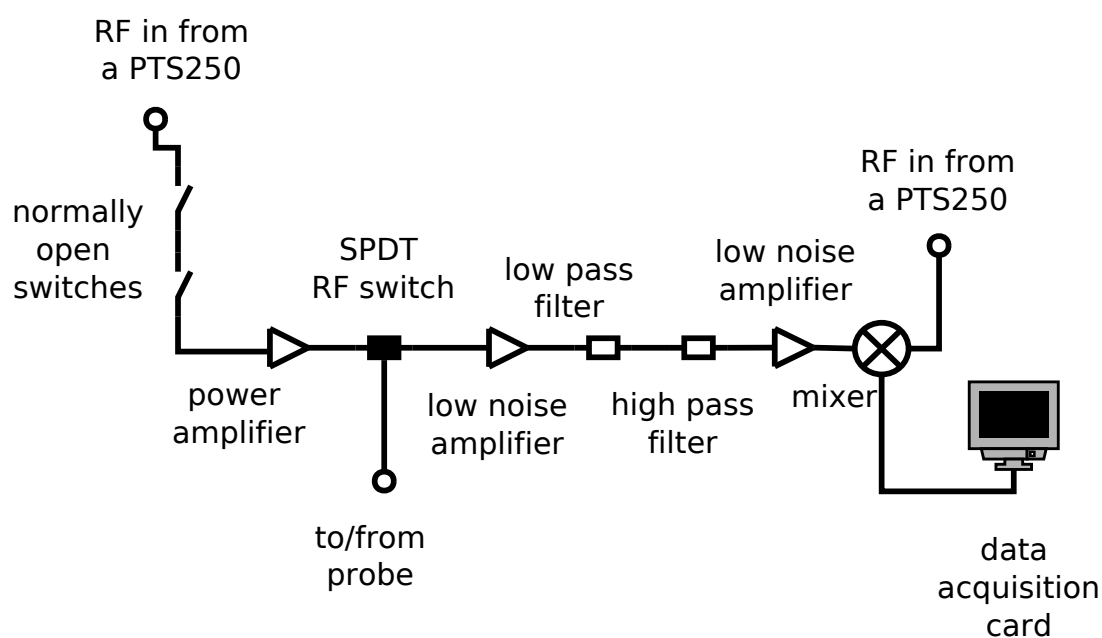 RF in from
a PTS250
normally
open
switches
SPDT
RF switch
low pass
filter
low noise
amplifier
RF in from
a PTS250
power
amplifier
low noise
amplifier
high pass
filter
mixer
to/from
probe
data
acquisition
card